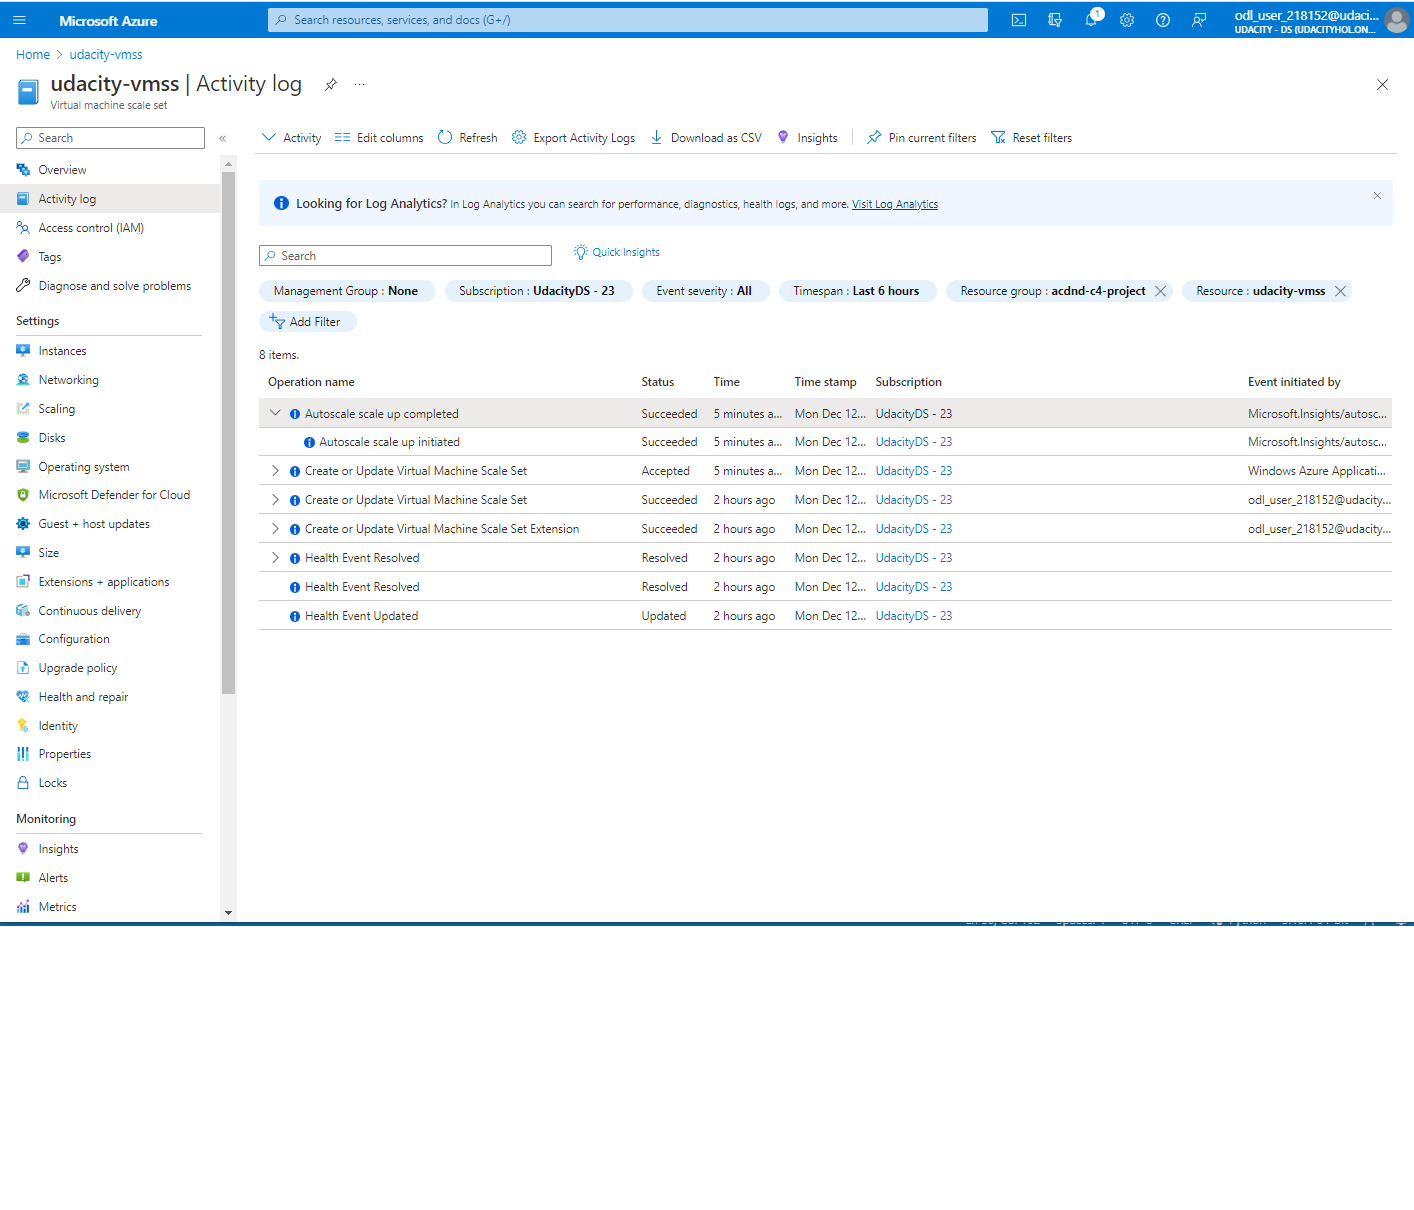 Microsoft Azure
Search resources, services, and docs (G+/)
1
odl_user_218152@udaci...
UDACITY - DS (UDACITYHOL.ON...
Home > udacity-vmss
udacity-vmss | Activity log ...
Virtual machine scale set
Search
«
Activity Edit columns Refresh Export Activity Logs Download as CSV Insights Pin current filters Reset filters
Overview
Activity log
Access control (IAM)
Tags
Diagnose and solve problems
Settings
Instances
Networking
Scaling
Disks
Operating system
Microsoft Defender for Cloud
Guest + host updates
Size
Extensions + applications
Continuous delivery
Configuration
Upgrade policy
Health and repair
Identity
Properties
Locks
Monitoring
Insights
Alerts
Metrics
Looking for Log Analytics? In Log Analytics you can search for performance, diagnostics, health logs, and more. Visit Log Analytics
Search
Quick Insights
Management Group : None Subscription : UdacityDS - 23 Event severity : All Timespan : Last 6 hours Resource group : acdnd-c4-project Resource : udacity-vmss
Add Filter
8 items.
Operation name Status Time Time stamp Subscription Event initiated by
Autoscale scale up completed Succeeded 5 minutes a... Mon Dec 12... UdacityDS - 23 Microsoft.Insights/autosc...
Autoscale scale up initiated Succeeded 5 minutes a... Mon Dec 12... UdacityDS - 23 Microsoft.Insights/autosc...
Create or Update Virtual Machine Scale Set Accepted 5 minutes a... Mon Dec 12... UdacityDS - 23 Windows Azure Applicati...
Create or Update Virtual Machine Scale Set Succeeded 2 hours ago Mon Dec 12... UdacityDS - 23 odl_user_218152@udacity...
Create or Update Virtual Machine Scale Set Extension Succeeded 2 hours ago Mon Dec 12... UdacityDS - 23 odl_user_218152@udacity...
Health Event Resolved Resolved 2 hours ago Mon Dec 12... UdacityDS - 23
Health Event Resolved Resolved 2 hours ago Mon Dec 12... UdacityDS - 23
Health Event Updated Updated 2 hours ago Mon Dec 12... UdacityDS - 23